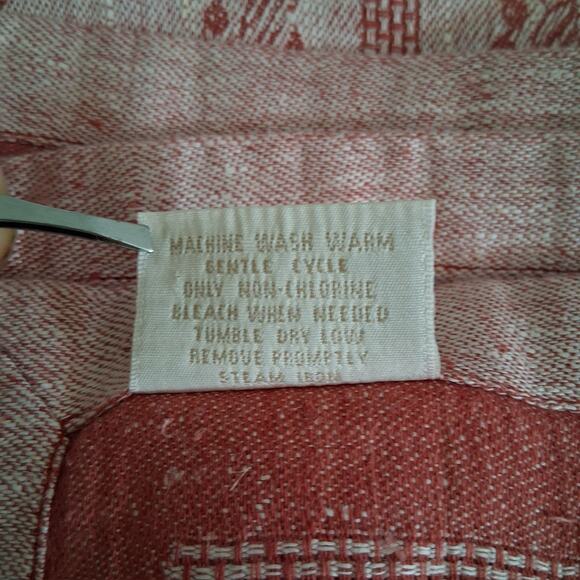 MACHINE WASH WARM
GENTLE CYCLE
ONLY NON-CHLORINE
BLEACH WHEN NEEDED
TUMBLE DRY LOW
REMOVE PROMPTLY
STEAM IRON